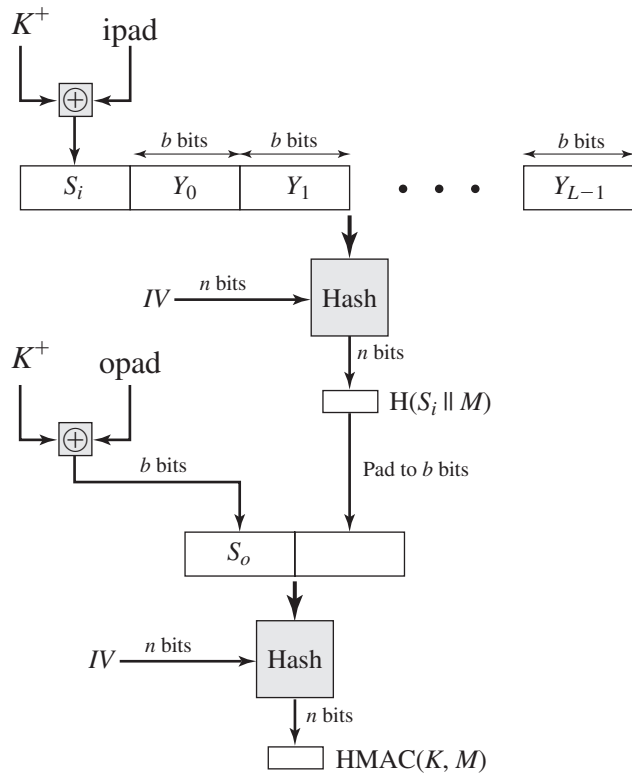 K⁺ ipad
⊕
b bits b bits b bits
Sᵢ Y₀ Y₁ • • • Y_{L−1}
IV n bits Hash
n bits
K⁺ opad
H(Sᵢ || M)
⊕
b bits Pad to b bits
Sₒ
IV n bits Hash
n bits
HMAC(K, M)